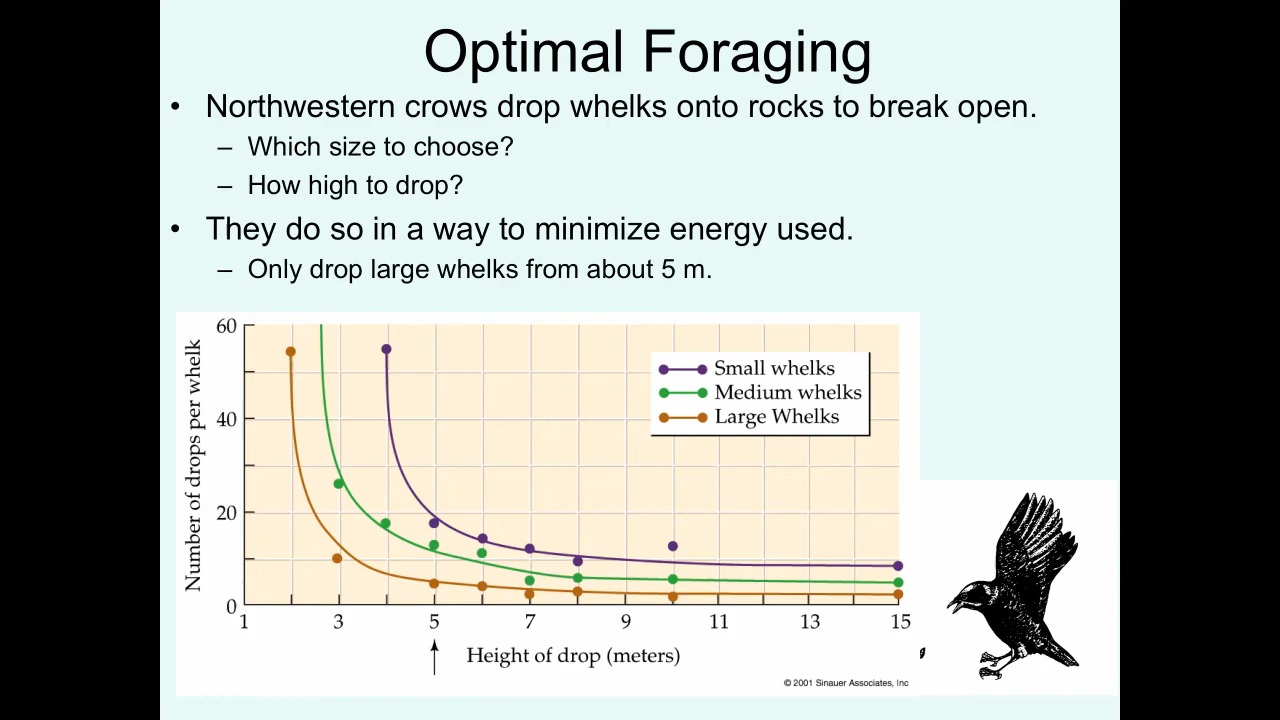 Optimal Foraging
• Northwestern crows drop whelks onto rocks to break open.
– Which size to choose?
– How high to drop?
• They do so in a way to minimize energy used.
– Only drop large whelks from about 5 m.
Number of drops per whelk
60
40
20
0
Small whelks
Medium whelks
Large Whelks
1 3 5 7 9 11 13 15
Height of drop (meters)
© 2001 Sinauer Associates, Inc